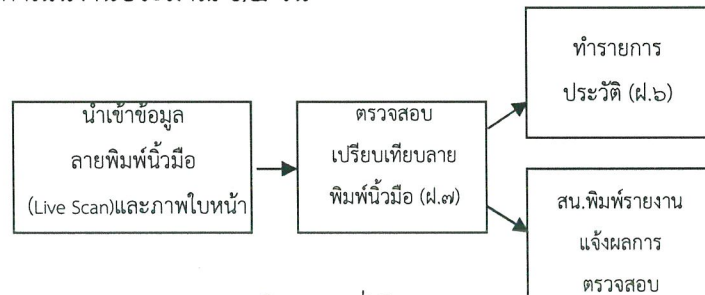 นำเข้าข้อมูล
ลายพิมพ์นิ้วมือ
(Live Scan)และภาพใบหน้า
ตรวจสอบ
เปรียบเทียบลาย
พิมพ์นิ้วมือ (ฝ.๗)
ทำรายการ
ประวัติ (ฝ.๖)
สน.พิมพ์รายงาน
แจ้งผลการ
ตรวจสอบ